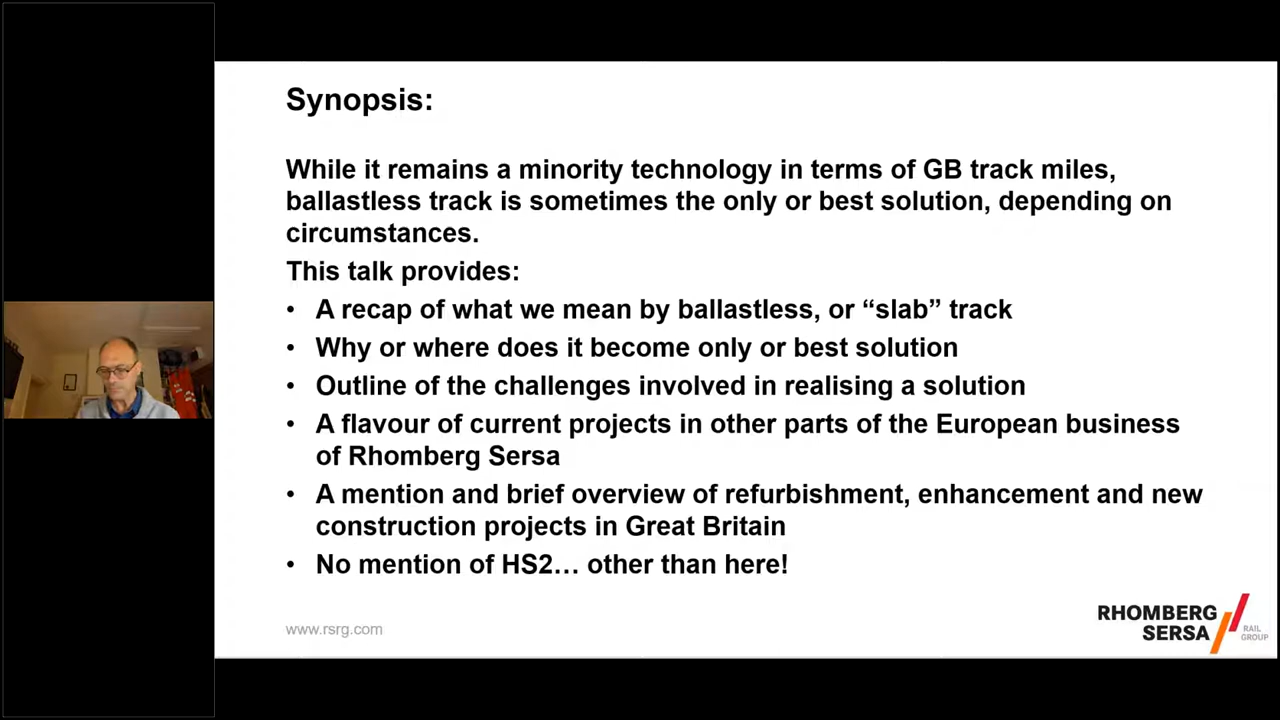 Synopsis:
While it remains a minority technology in terms of GB track miles,
ballastless track is sometimes the only or best solution, depending on
circumstances.
This talk provides:
• A recap of what we mean by ballastless, or “slab” track
• Why or where does it become only or best solution
• Outline of the challenges involved in realising a solution
• A flavour of current projects in other parts of the European business
of Rhomberg Sersa
• A mention and brief overview of refurbishment, enhancement and new
construction projects in Great Britain
• No mention of HS2… other than here!
www.rsrg.com
RHOMBERG
SERSA
RAIL
GROUP